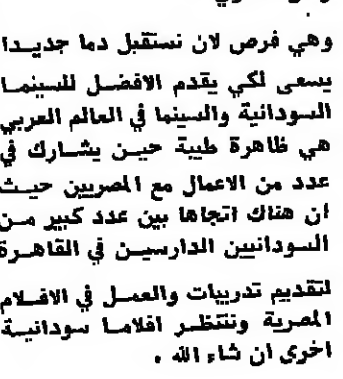 وهي فرص لان نستقبل دما جديدا
يسعى لكي يقدم الافضل للسينما
السودانية والسينما في العالم العربي
هي ظاهرة طيبة حين يشارك في
عدد من الاعمال مع المصريين حيث
ان هناك اتجاها بين عدد كبير من
السودانيين الدارسين في القاهرة
لتقديم تدريبات والعمل في الافلام
المصرية وننتظر افلاما سودانية
اخرى ان شاء الله .